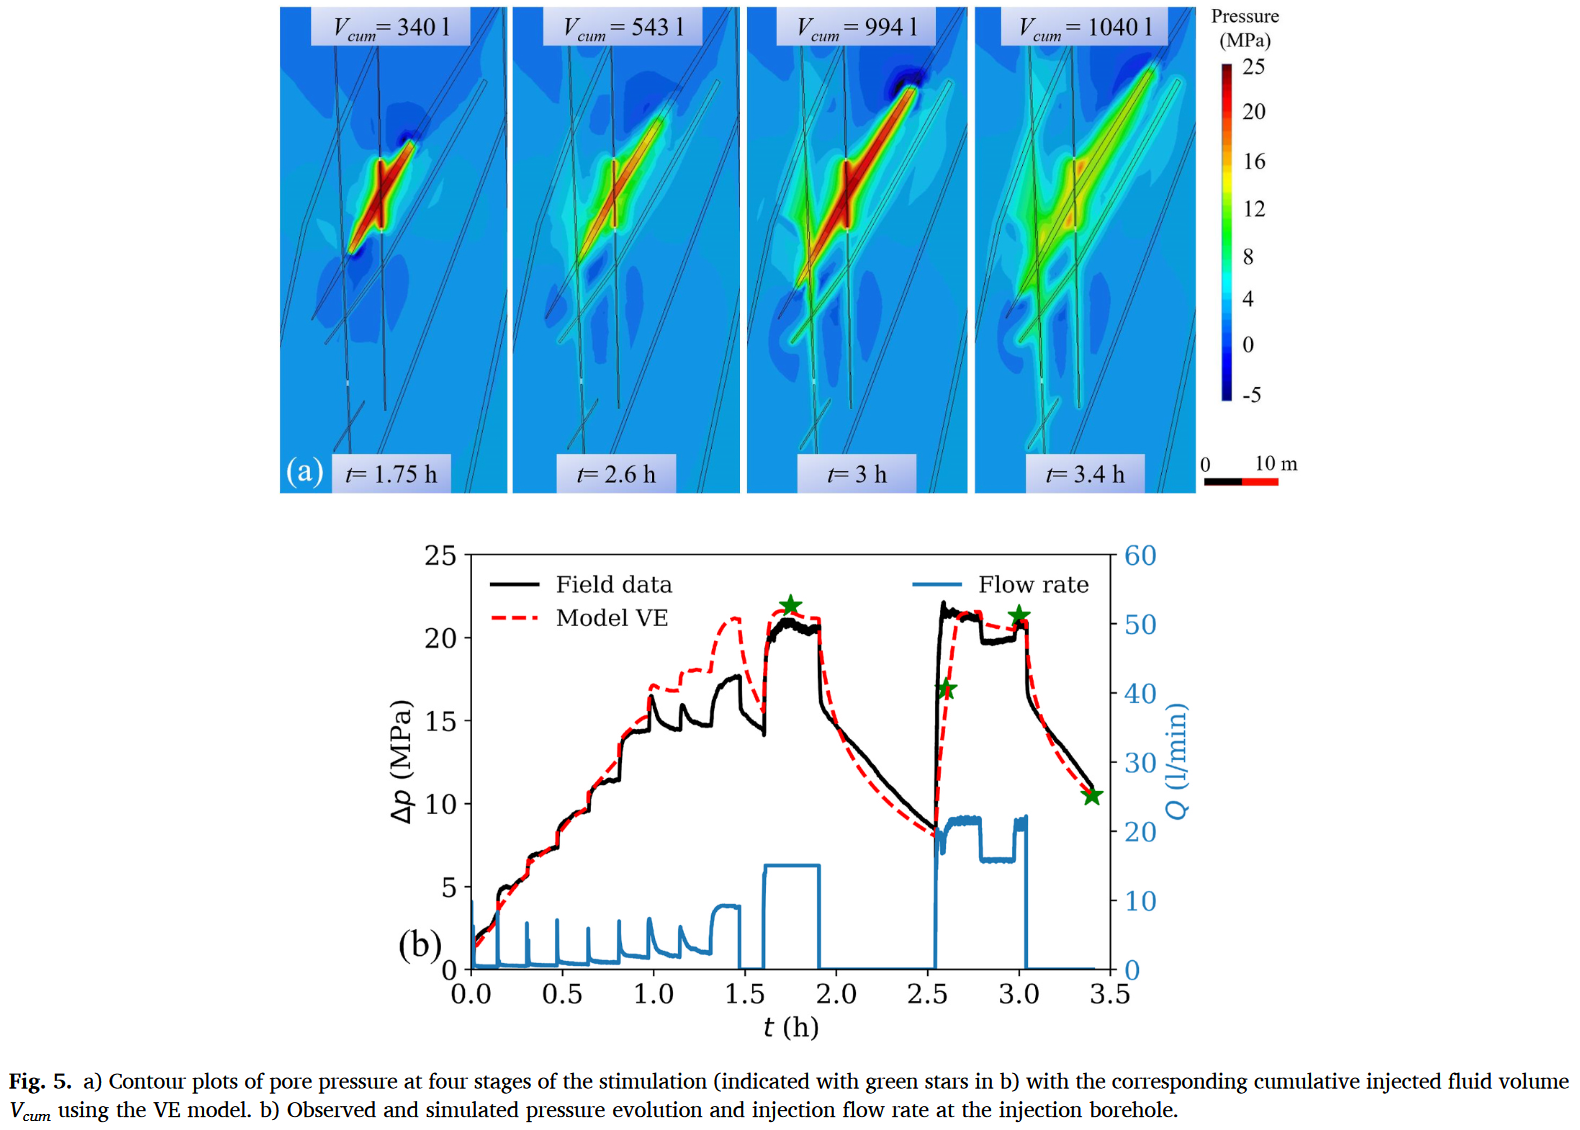 V_cum= 340 l
V_cum= 543 l
V_cum= 994 l
V_cum= 1040 l
Pressure
(MPa)
25
20
16
12
8
4
0
-5
(a)
t= 1.75 h
t= 2.6 h
t= 3 h
t= 3.4 h
0 10 m
25
20
15
10
5
0
Δp (MPa)
Field data
Model VE
Flow rate
60
50
40
30
20
10
0
Q (l/min)
(b)
0.0 0.5 1.0 1.5 2.0 2.5 3.0 3.5
t (h)
Fig. 5. a) Contour plots of pore pressure at four stages of the stimulation (indicated with green stars in b) with the corresponding cumulative injected fluid volume
V_cum using the VE model. b) Observed and simulated pressure evolution and injection flow rate at the injection borehole.